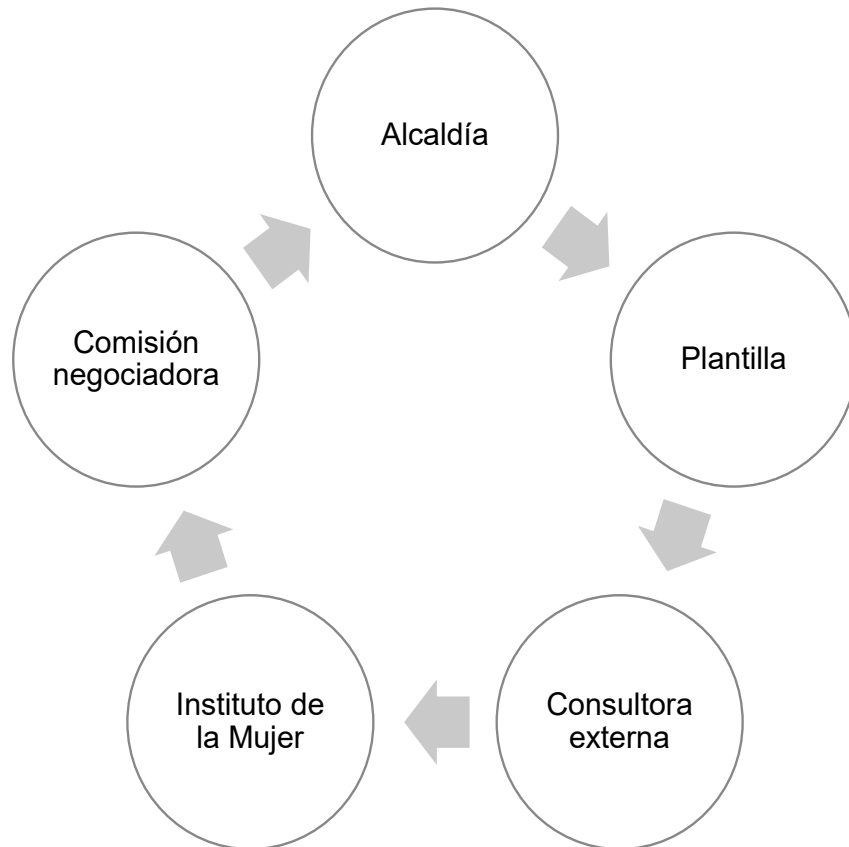 Alcaldía
Plantilla
Consultora
externa
Instituto de
la Mujer
Comisión
negociadora